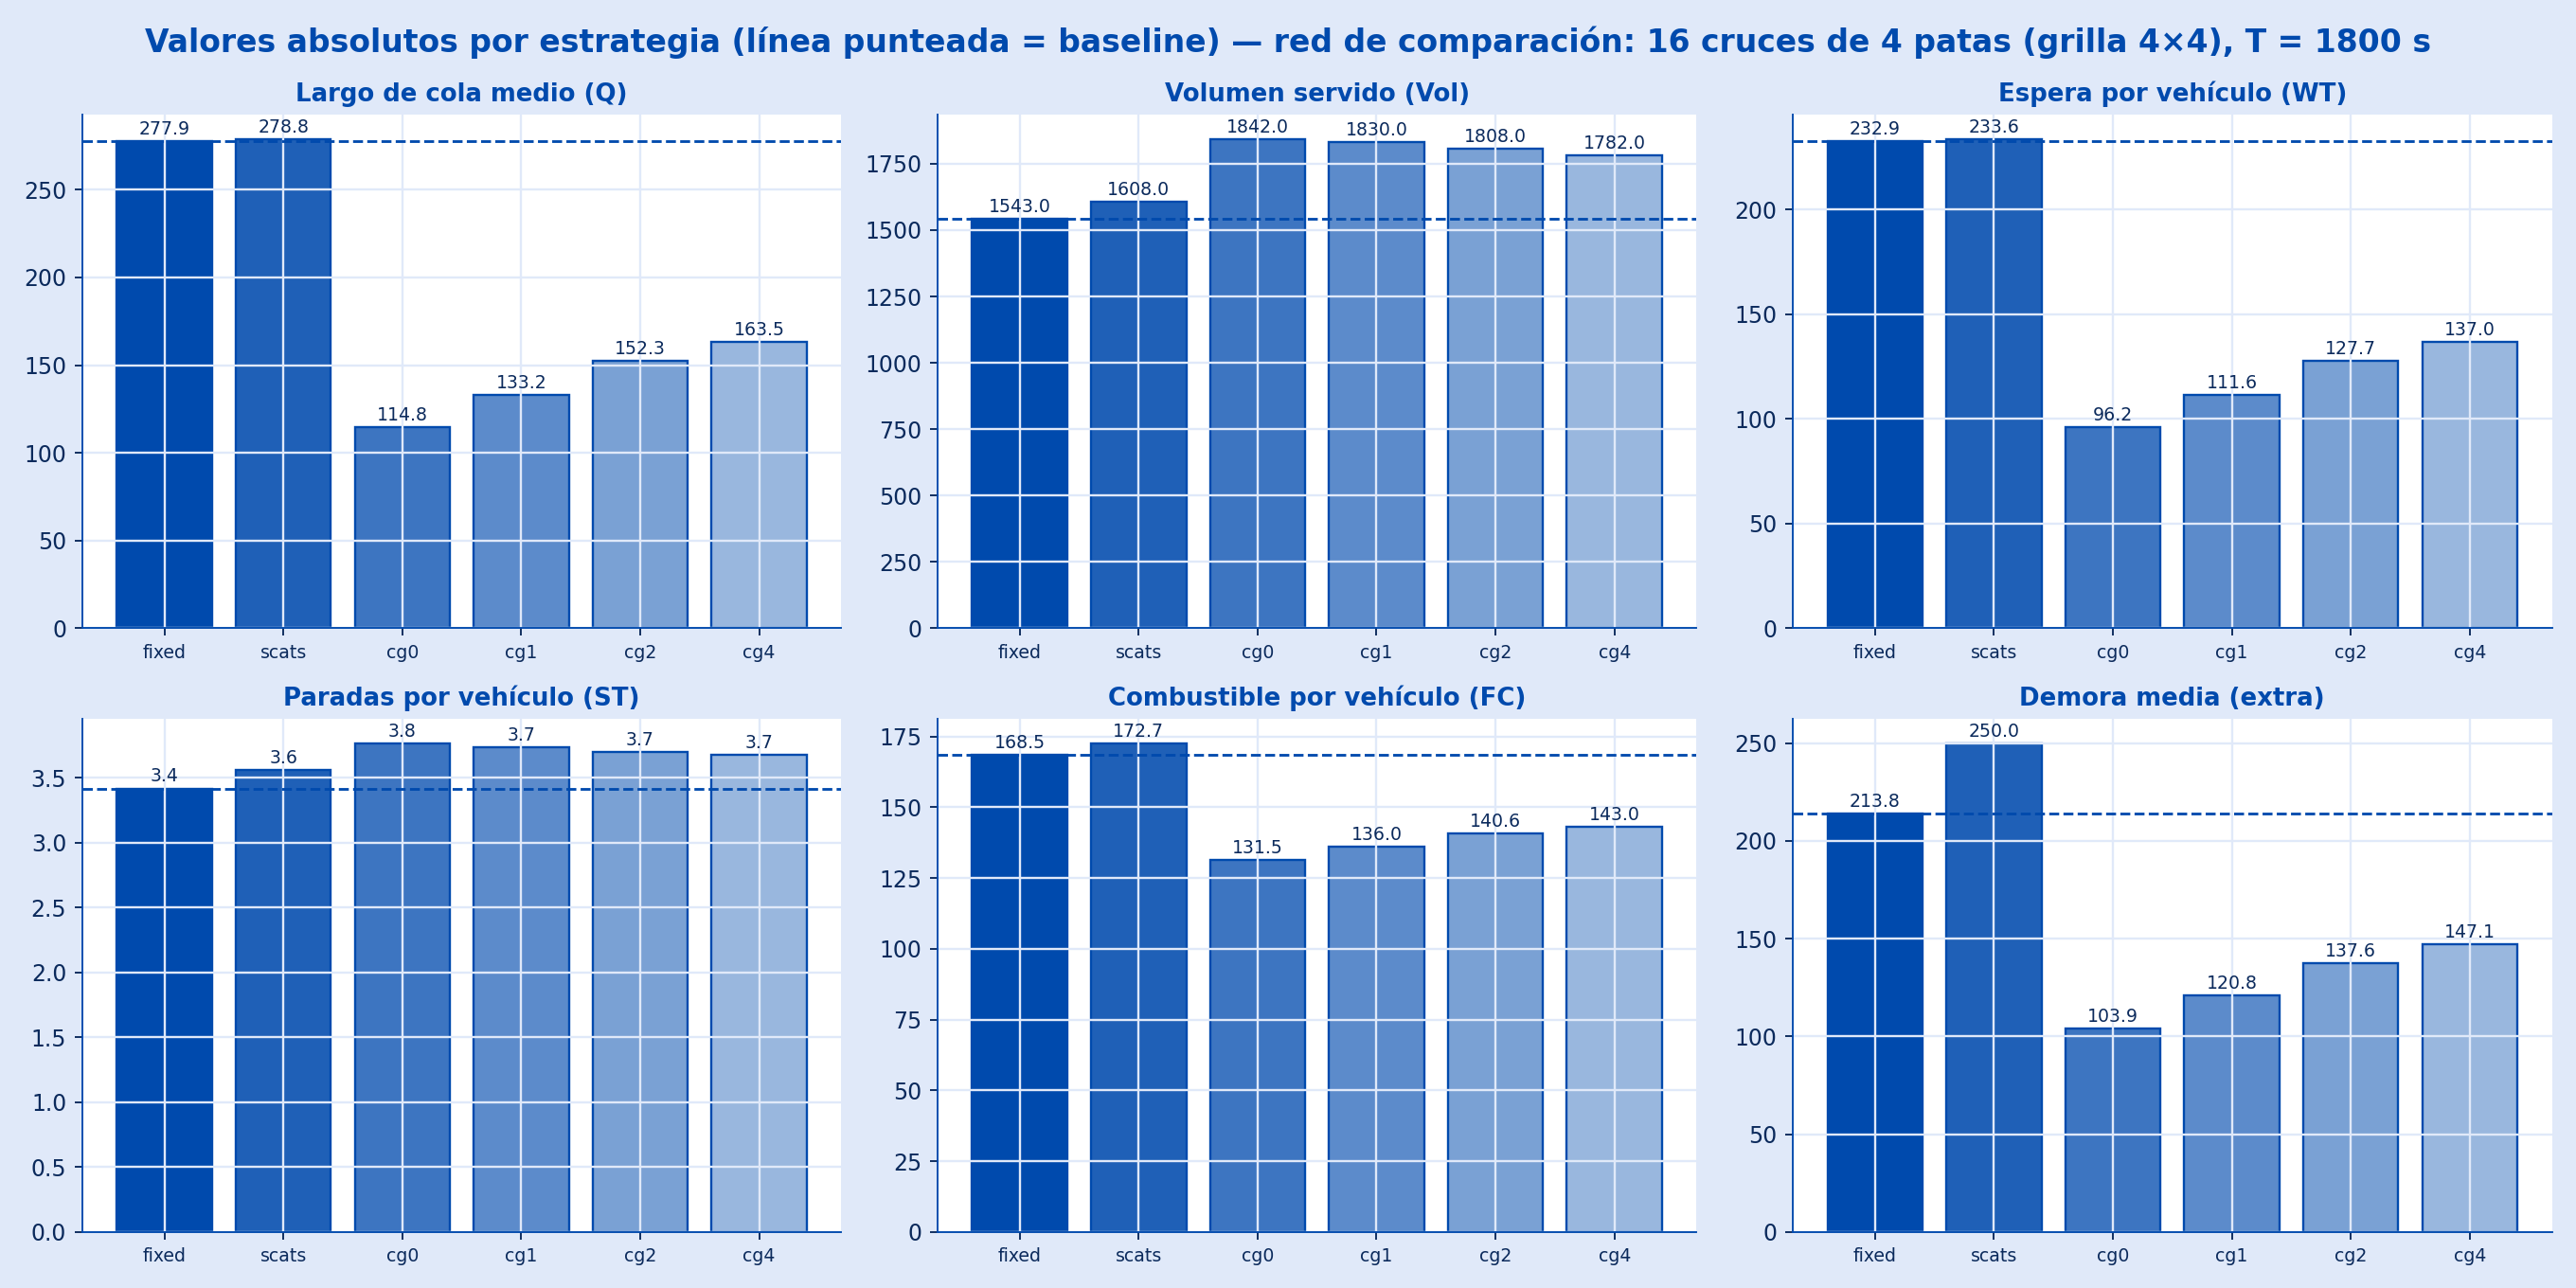 Valores absolutos por estrategia (línea punteada = baseline) — red de comparación: 16 cruces de 4 patas (grilla 4×4), T = 1800 s
Largo de cola medio (Q)
277.9 278.8 114.8 133.2 152.3 163.5
250
200
150
100
50
0
fixed scats cg0 cg1 cg2 cg4
Volumen servido (Vol)
1543.0 1608.0 1842.0 1830.0 1808.0 1782.0
1750
1500
1250
1000
750
500
250
0
fixed scats cg0 cg1 cg2 cg4
Espera por vehículo (WT)
232.9 233.6 96.2 111.6 127.7 137.0
200
150
100
50
0
fixed scats cg0 cg1 cg2 cg4
Paradas por vehículo (ST)
3.4 3.6 3.8 3.7 3.7 3.7
3.5
3.0
2.5
2.0
1.5
1.0
0.5
0.0
fixed scats cg0 cg1 cg2 cg4
Combustible por vehículo (FC)
168.5 172.7 131.5 136.0 140.6 143.0
175
150
125
100
75
50
25
0
fixed scats cg0 cg1 cg2 cg4
Demora media (extra)
213.8 250.0 103.9 120.8 137.6 147.1
250
200
150
100
50
0
fixed scats cg0 cg1 cg2 cg4